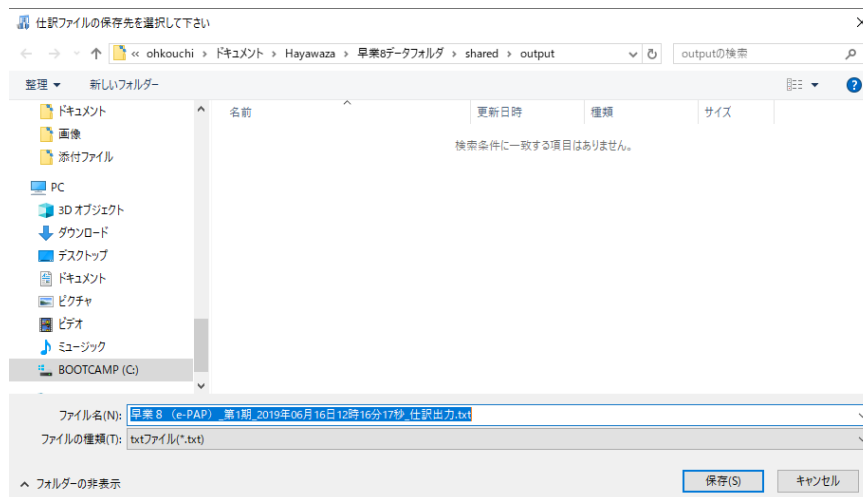 仕訳ファイルの保存先を選択して下さい
« ohkouchi › ドキュメント › Hayawaza › 早業8データフォルダ › shared › output
outputの検索
整理 新しいフォルダー
ドキュメント
画像
添付ファイル
PC
3D オブジェクト
ダウンロード
デスクトップ
ドキュメント
ピクチャ
ビデオ
ミュージック
BOOTCAMP (C:)
名前 更新日時 種類 サイズ
検索条件に一致する項目はありません。
ファイル名(N): 早業８（e-PAP）_第1期_2019年06月16日12時16分17秒_仕訳出力.txt
ファイルの種類(T): txtファイル(*.txt)
フォルダーの非表示 保存(S) キャンセル